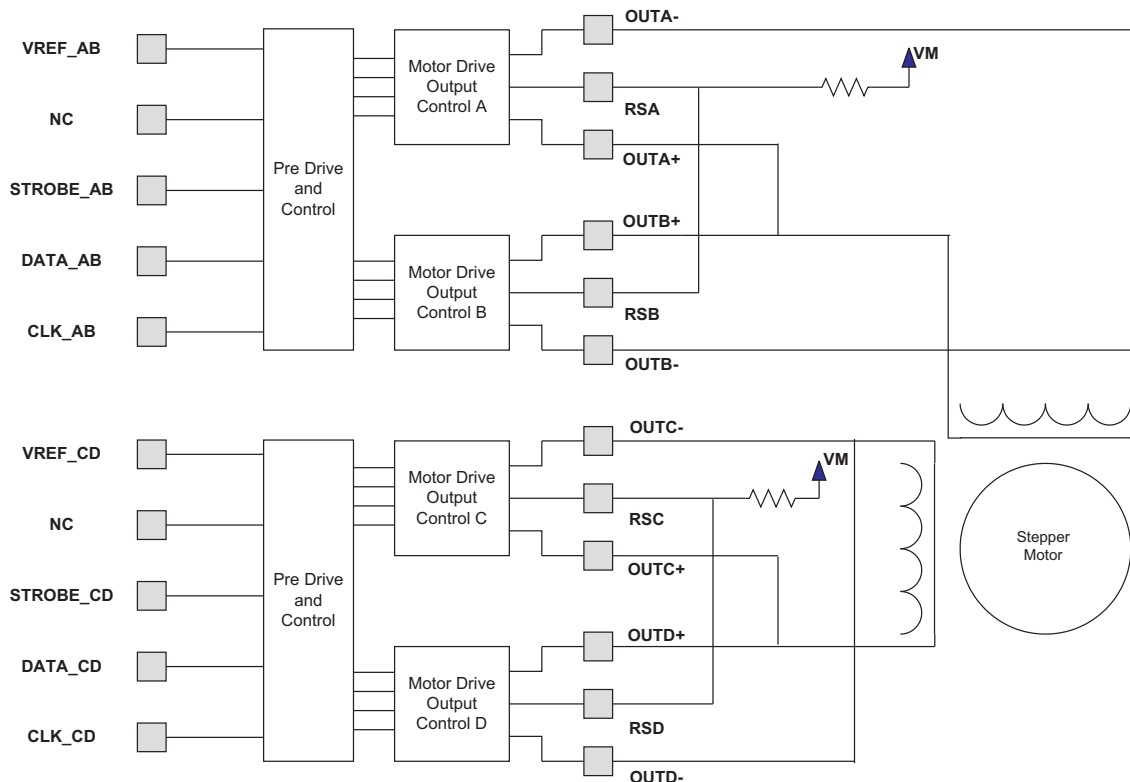 VREF_AB
NC
STROBE_AB
DATA_AB
CLK_AB
Pre Drive
and
Control
Motor Drive
Output
Control A
Motor Drive
Output
Control B
OUTA-
RSA
OUTA+
OUTB+
RSB
OUTB-
VM
VREF_CD
NC
STROBE_CD
DATA_CD
CLK_CD
Pre Drive
and
Control
Motor Drive
Output
Control C
Motor Drive
Output
Control D
OUTC-
RSC
OUTC+
OUTD+
RSD
OUTD-
VM
Stepper
Motor